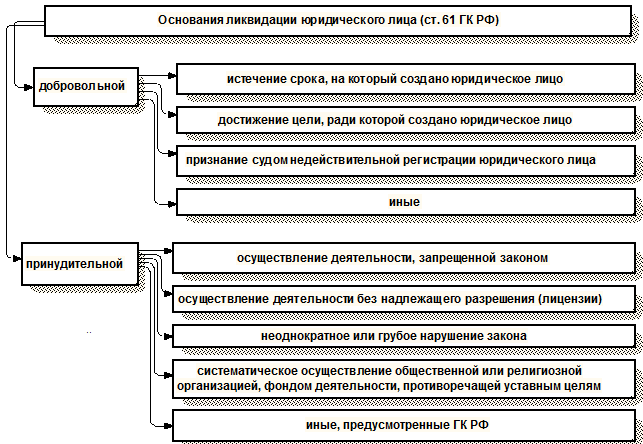 Основания ликвидации юридического лица (ст. 61 ГК РФ)
добровольной
истечение срока, на который создано юридическое лицо
достижение цели, ради которой создано юридическое лицо
признание судом недействительной регистрации юридического лица
иные
принудительной
осуществление деятельности, запрещенной законом
осуществление деятельности без надлежащего разрешения (лицензии)
неоднократное или грубое нарушение закона
систематическое осуществление общественной или религиозной
организацией, фондом деятельности, противоречащей уставным целям
иные, предусмотренные ГК РФ
..